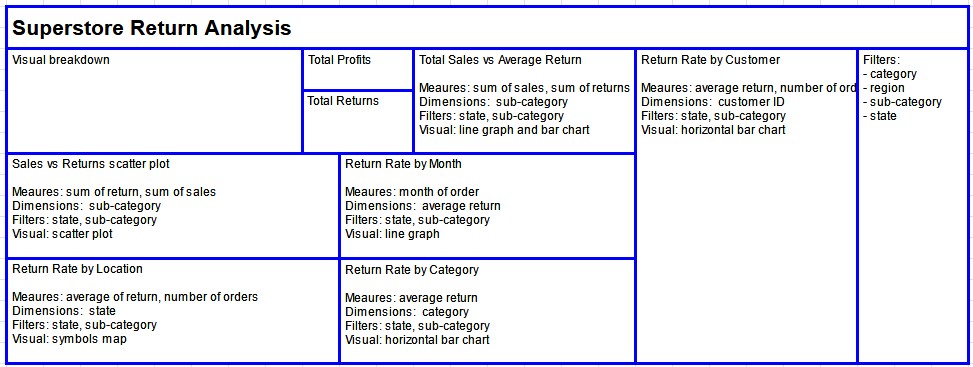 Superstore Return Analysis
Visual breakdown
Total Profits
Total Returns
Total Sales vs Average Return
Meaures: sum of sales, sum of returns
Dimensions: sub-category
Filters: state, sub-category
Visual: line graph and bar chart
Return Rate by Customer
Meaures: average return, number of ord
Dimensions: customer ID
Filters: state, sub-category
Visual: horizontal bar chart
Filters:
- category
- region
- sub-category
- state
Sales vs Returns scatter plot
Meaures: sum of return, sum of sales
Dimensions: sub-category
Filters: state, sub-category
Visual: scatter plot
Return Rate by Month
Meaures: month of order
Dimensions: average return
Filters: state, sub-category
Visual: line graph
Return Rate by Location
Meaures: average of return, number of orders
Dimensions: state
Filters: state, sub-category
Visual: symbols map
Return Rate by Category
Meaures: average return
Dimensions: category
Filters: state, sub-category
Visual: horizontal bar chart